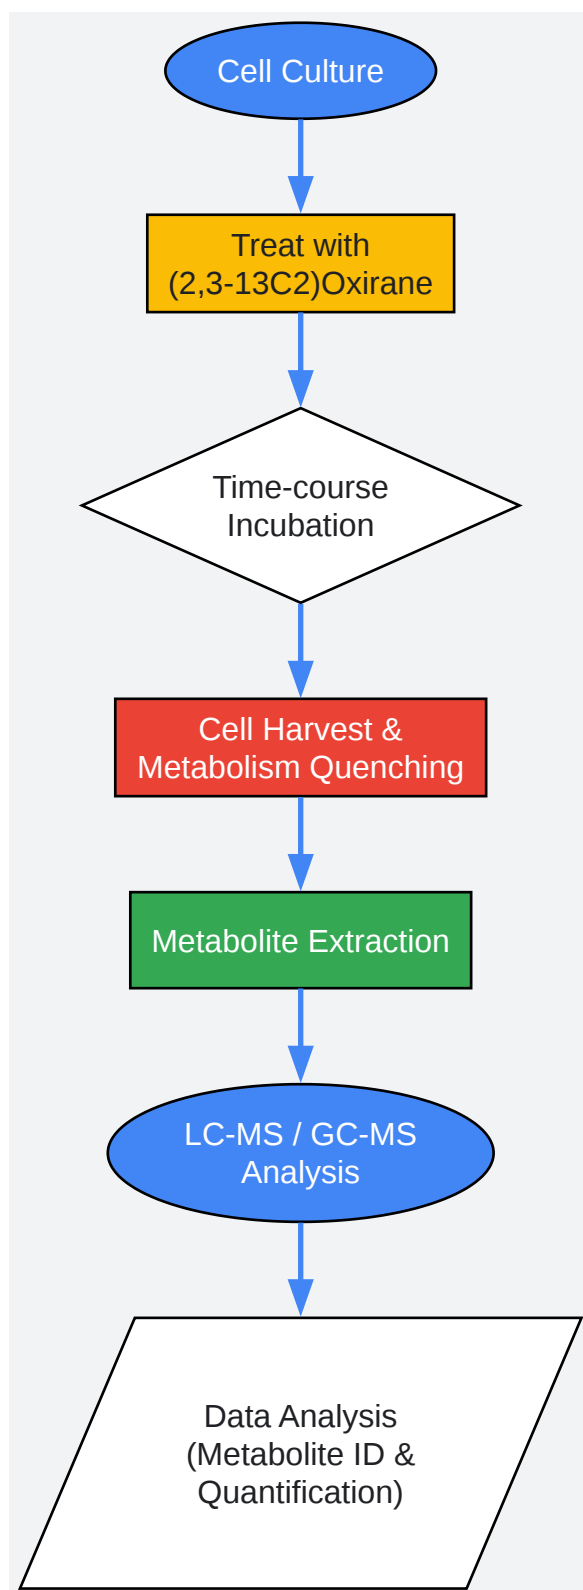 Cell Culture
Treat with
(2,3-13C2)Oxirane
Time-course
Incubation
Cell Harvest &
Metabolism Quenching
Metabolite Extraction
LC-MS / GC-MS
Analysis
Data Analysis
(Metabolite ID &
Quantification)